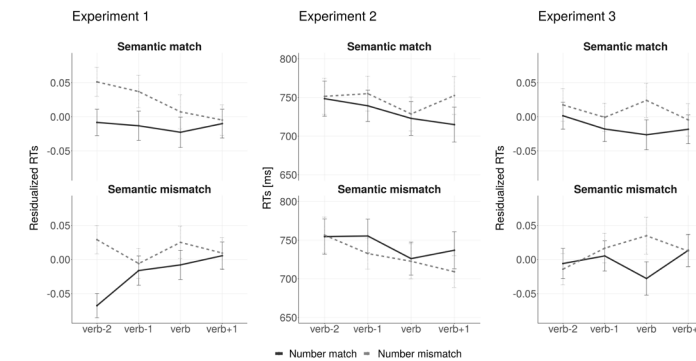 Experiment 1 Experiment 2 Experiment 3
Semantic match Semantic match Semantic match
0.05 800 0.05
0.00 750 0.00
-0.05 700 -0.05
650
Residualized RTs RTs [ms] Residualized RTs
Semantic mismatch Semantic mismatch Semantic mismatch
0.05 800 0.05
0.00 750 0.00
-0.05 700 -0.05
650
verb-2 verb-1 verb verb+1 verb-2 verb-1 verb verb+1 verb-2 verb-1 verb verb+
Number match Number mismatch